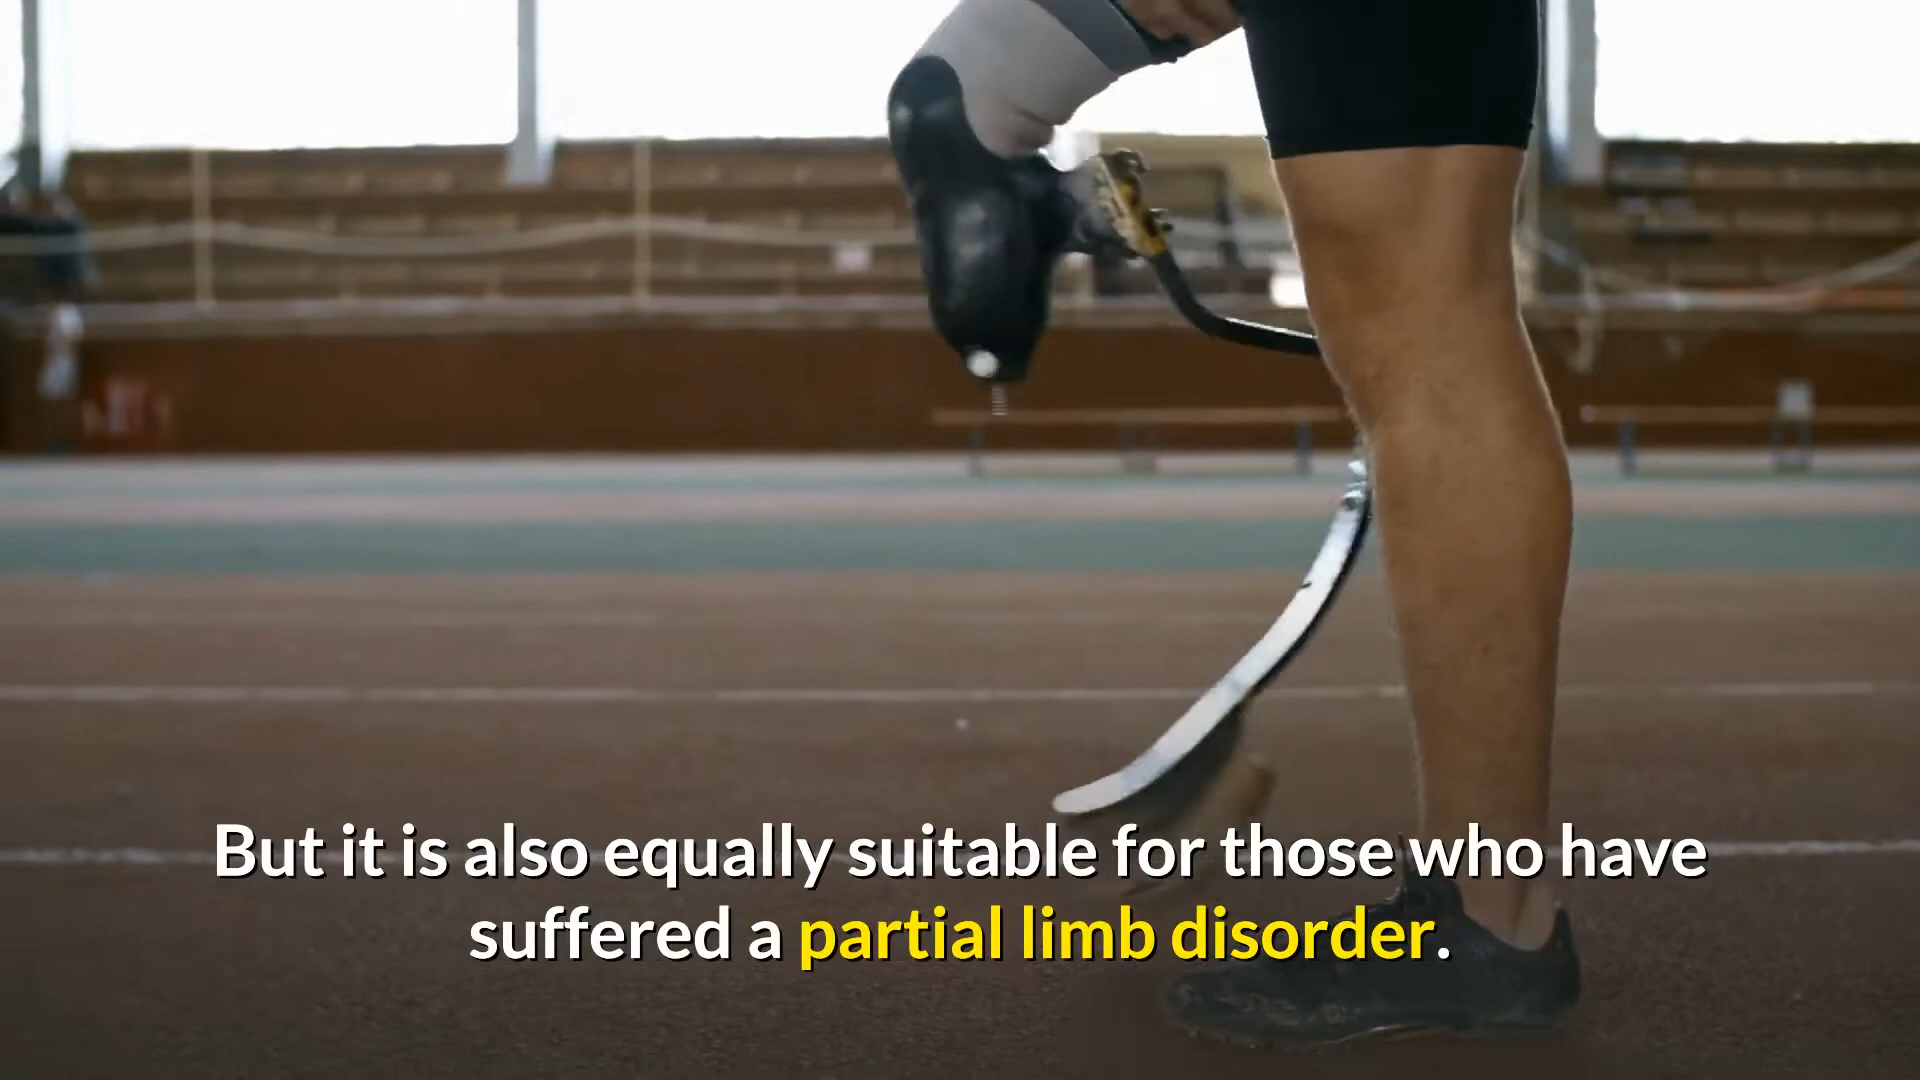 But it is also equally suitable for those who have
suffered a partial limb disorder.